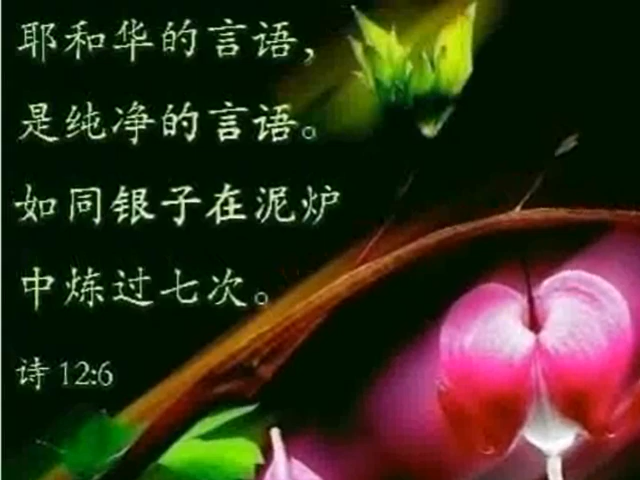 耶和华的言语，
是纯净的言语。
如同银子在泥炉
中炼过七次。
诗 12:6